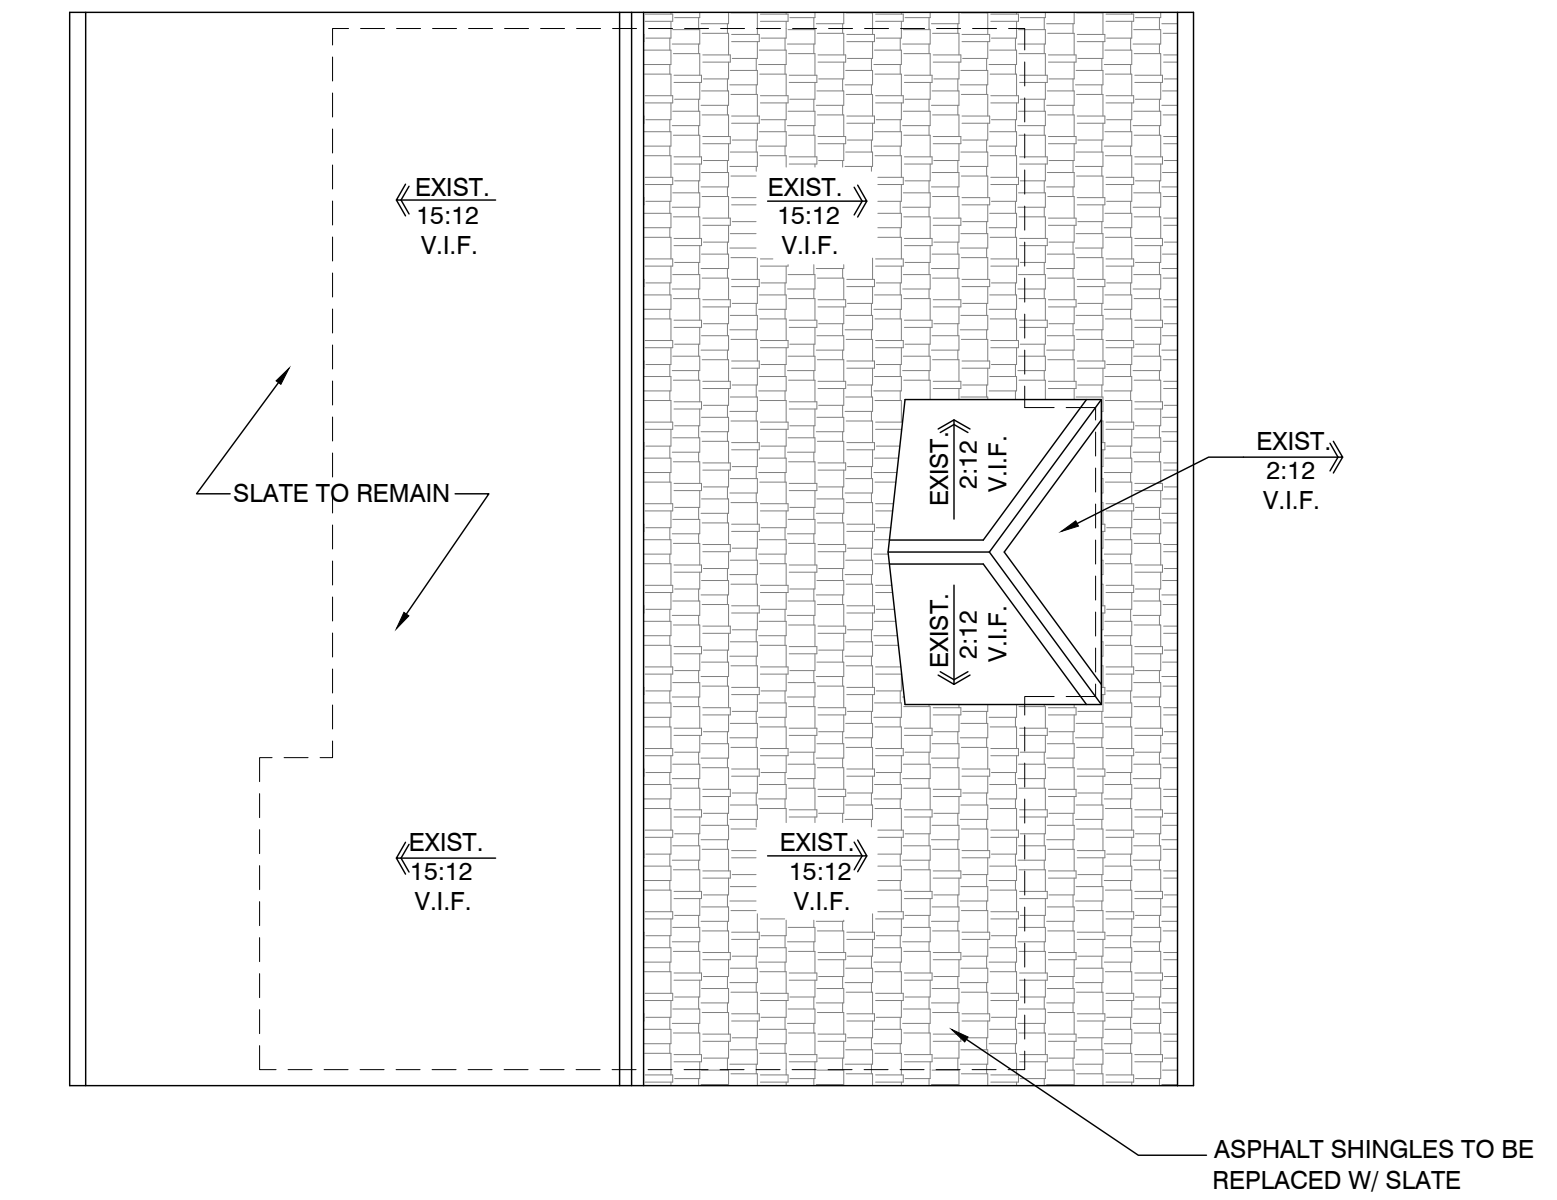 EXIST.
15:12
V.I.F.
EXIST.
15:12
V.I.F.
EXIST.
2:12
V.I.F.
EXIST.
2:12
V.I.F.
SLATE TO REMAIN
EXIST.
2:12
V.I.F.
EXIST.
15:12
V.I.F.
EXIST.
15:12
V.I.F.
ASPHALT SHINGLES TO BE
REPLACED W/ SLATE